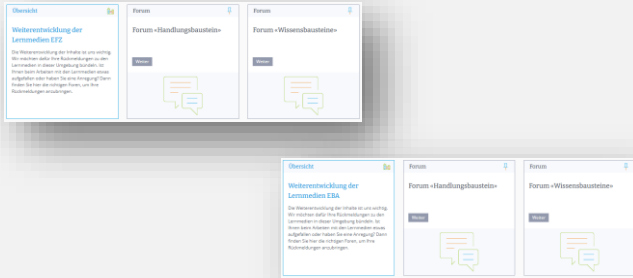 Übersicht
Weiterentwicklung der
Lernmedien EFZ
Die Weiterentwicklung der Inhalte ist uns wichtig.
Wir möchten dafür Ihre Rückmeldungen zu den
Lernmedien in dieser Umgebung bündeln. Ist
Ihnen beim Arbeiten mit den Lernmedien etwas
aufgefallen oder haben Sie eine Anregung? Dann
finden Sie hier die richtigen Foren, um Ihre
Rückmeldungen anzubringen.
Forum
Forum «Handlungsbaustein»
Weiter
Forum
Forum «Wissensbausteine»
Weiter
Übersicht
Weiterentwicklung der
Lernmedien EBA
Die Weiterentwicklung der Inhalte ist uns wichtig.
Wir möchten dafür Ihre Rückmeldungen zu den
Lernmedien in dieser Umgebung bündeln. Ist
Ihnen beim Arbeiten mit den Lernmedien etwas
aufgefallen oder haben Sie eine Anregung? Dann
finden Sie hier die richtigen Foren, um Ihre
Rückmeldungen anzubringen.
Forum
Forum «Handlungsbaustein»
Weiter
Forum
Forum «Wissensbausteine»
Weiter